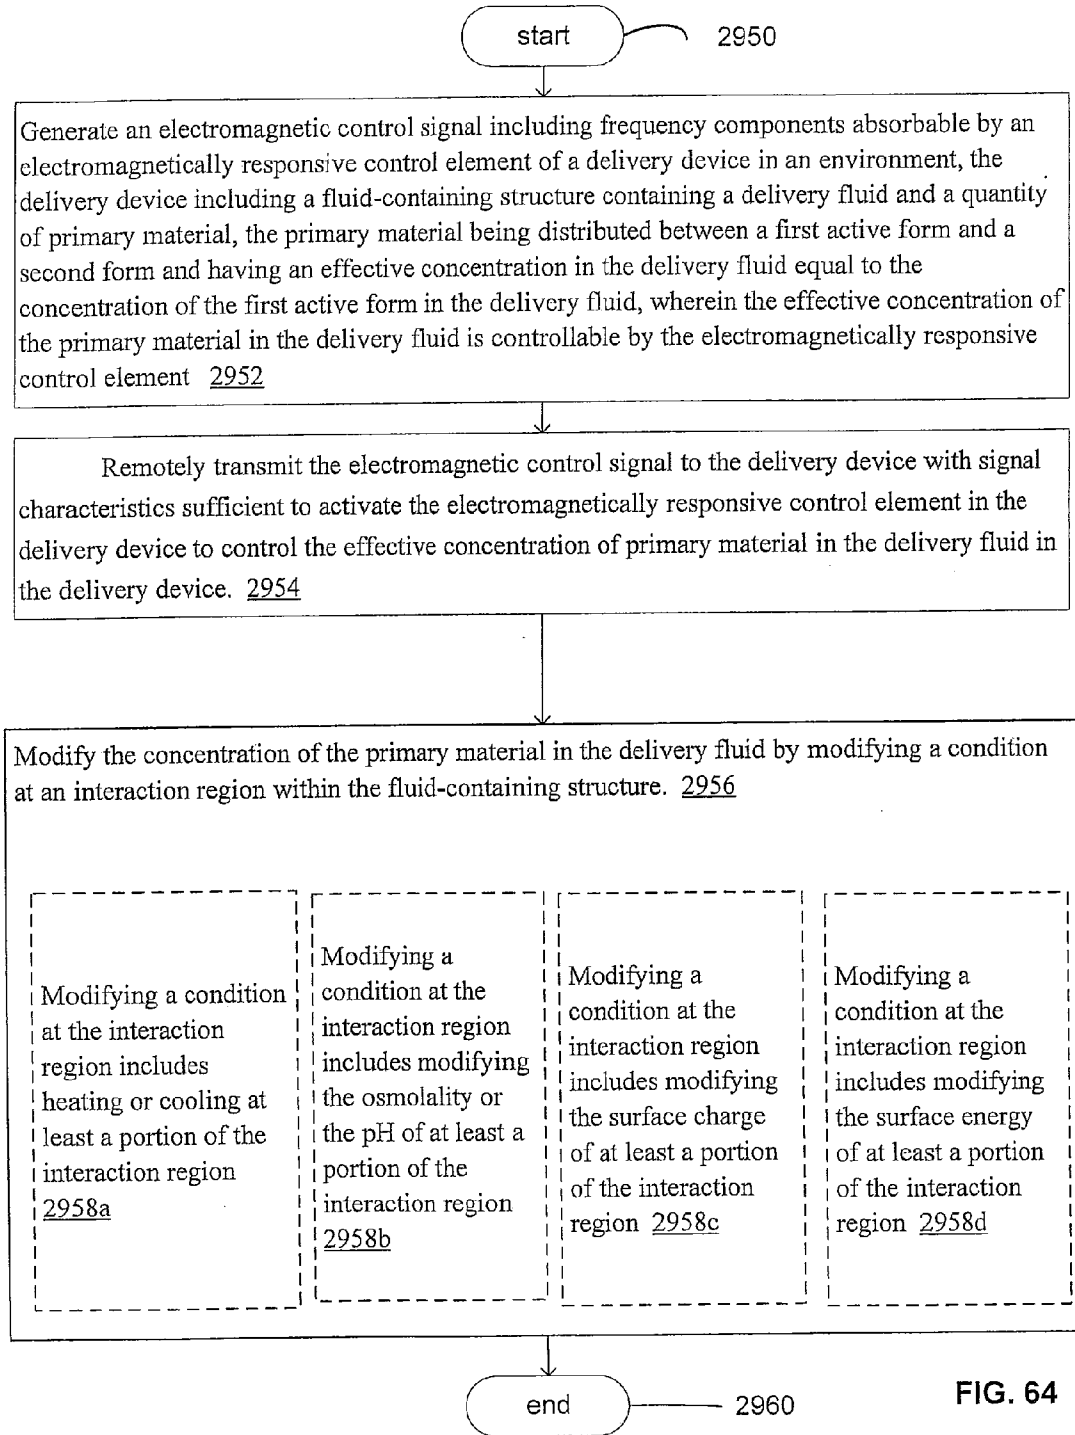 start
2950
Generate an electromagnetic control signal including frequency components absorbable by an
electromagnetically responsive control element of a delivery device in an environment, the
delivery device including a fluid-containing structure containing a delivery fluid and a quantity
of primary material, the primary material being distributed between a first active form and a
second form and having an effective concentration in the delivery fluid equal to the
concentration of the first active form in the delivery fluid, wherein the effective concentration of
the primary material in the delivery fluid is controllable by the electromagnetically responsive
control element 2952
Remotely transmit the electromagnetic control signal to the delivery device with signal
characteristics sufficient to activate the electromagnetically responsive control element in the
delivery device to control the effective concentration of primary material in the delivery fluid in
the delivery device. 2954
Modify the concentration of the primary material in the delivery fluid by modifying a condition
at an interaction region within the fluid-containing structure. 2956
Modifying a condition
at the interaction
region includes
heating or cooling at
least a portion of the
interaction region
2958a
Modifying a
condition at the
interaction region
includes modifying
the osmolality or
the pH of at least a
portion of the
interaction region
2958b
Modifying a
condition at the
interaction region
includes modifying
the surface charge
of at least a portion
of the interaction
region 2958c
Modifying a
condition at the
interaction region
includes modifying
the surface energy
of at least a portion
of the interaction
region 2958d
end
2960
FIG. 64